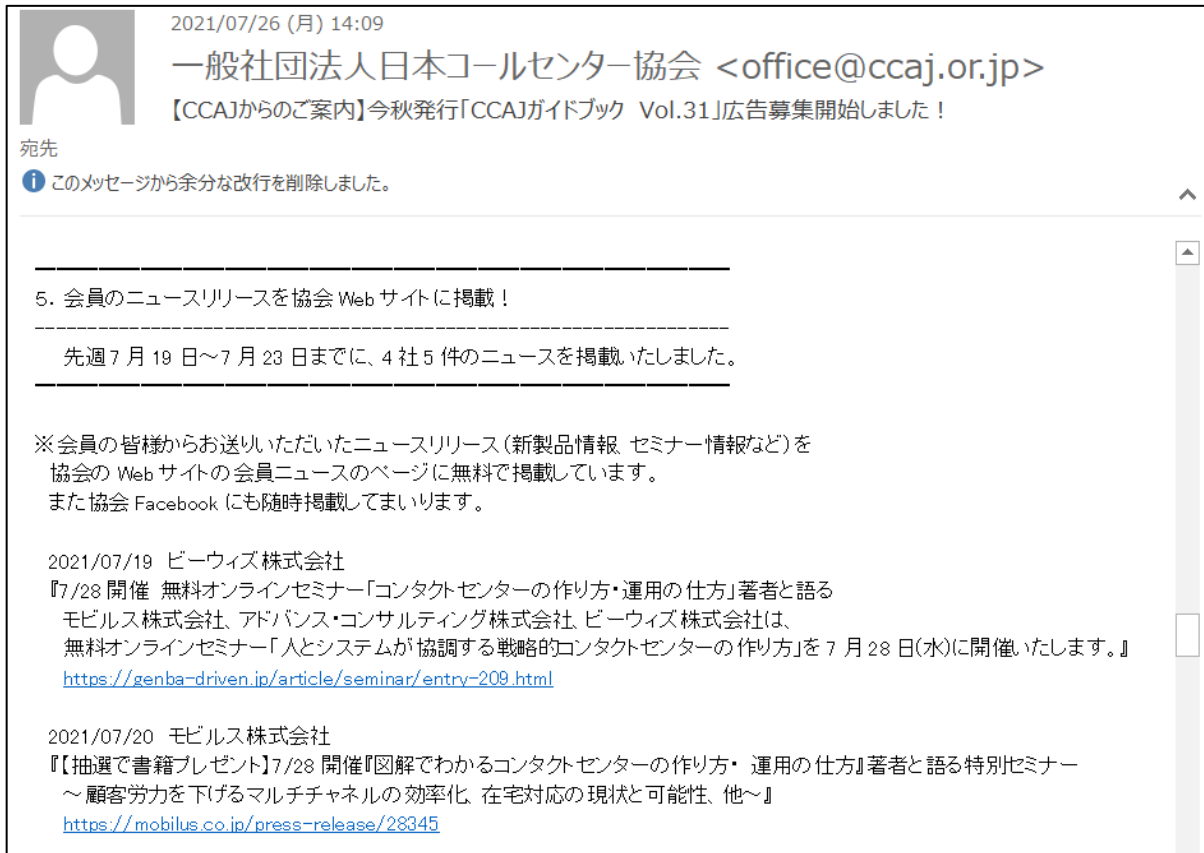 2021/07/26 (月) 14:09
一般社団法人日本コールセンター協会 <office@ccaj.or.jp>
【CCAJからのご案内】今秋発行「CCAJガイドブック Vol.31」広告募集開始しました！
宛先
このメッセージから余分な改行を削除しました。
５．会員のニュースリリースを協会 Web サイトに掲載！
先週７月 19 日～７月 23 日までに、４社５件のニュースを掲載いたしました。
※会員の皆様からお送りいただいたニュースリリース（新製品情報、セミナー情報など）を
協会の Web サイトの会員ニュースのページに無料で掲載しています。
また協会 Facebook にも随時掲載してまいります。
2021/07/19 ビーウィズ株式会社
『7/28 開催 無料オンラインセミナー「コンタクトセンターの作り方・運用の仕方」著者と語る
モビルス株式会社、アドバンス・コンサルティング株式会社、ビーウィズ株式会社は、
無料オンラインセミナー「人とシステムが協調する戦略的コンタクトセンターの作り方」を７月 28 日(水)に開催いたします。』
https://genba-driven.jp/article/seminar/entry-209.html
2021/07/20 モビルス株式会社
『【抽選で書籍プレゼント】7/28 開催『図解でわかるコンタクトセンターの作り方・ 運用の仕方』著者と語る特別セミナー
～顧客労力を下げるマルチチャネルの効率化、在宅対応の現状と可能性、他～』
https://mobilus.co.jp/press-release/28345